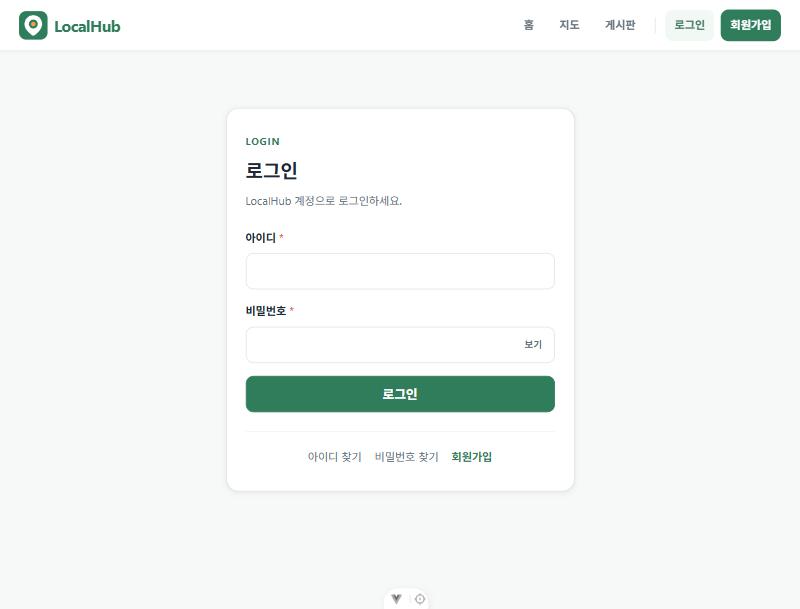 LocalHub 홈 지도 게시판 로그인 회원가입
LOGIN
로그인
LocalHub 계정으로 로그인하세요.
아이디 *
비밀번호 *
보기
로그인
아이디 찾기 비밀번호 찾기 회원가입